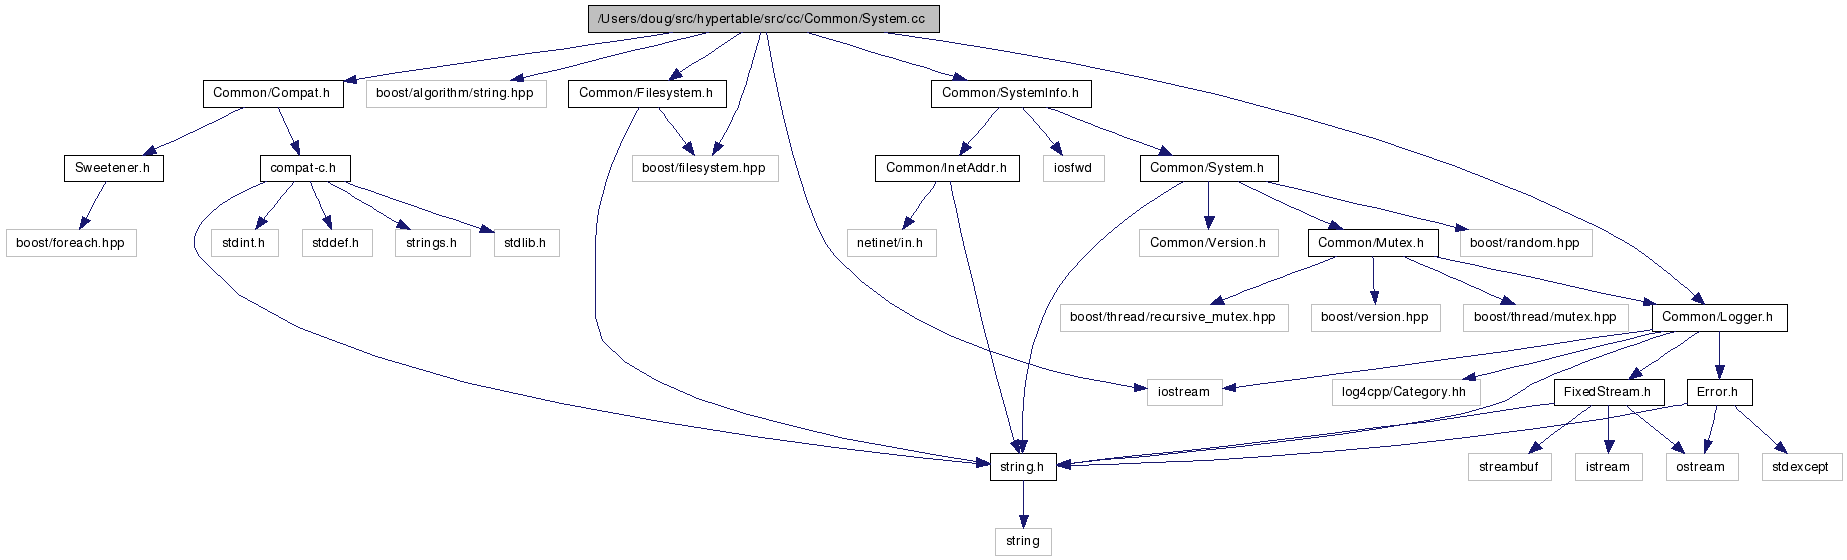 /Users/doug/src/hypertable/src/cc/Common/System.cc
Common/Compat.h
boost/algorithm/string.hpp
Common/Filesystem.h
Common/SystemInfo.h
Sweetener.h
compat-c.h
boost/filesystem.hpp
Common/InetAddr.h
iosfwd
Common/System.h
boost/foreach.hpp
stdint.h
stddef.h
strings.h
stdlib.h
netinet/in.h
Common/Version.h
Common/Mutex.h
boost/random.hpp
boost/thread/recursive_mutex.hpp
boost/version.hpp
boost/thread/mutex.hpp
Common/Logger.h
iostream
log4cpp/Category.hh
FixedStream.h
Error.h
string.h
streambuf
istream
ostream
stdexcept
string